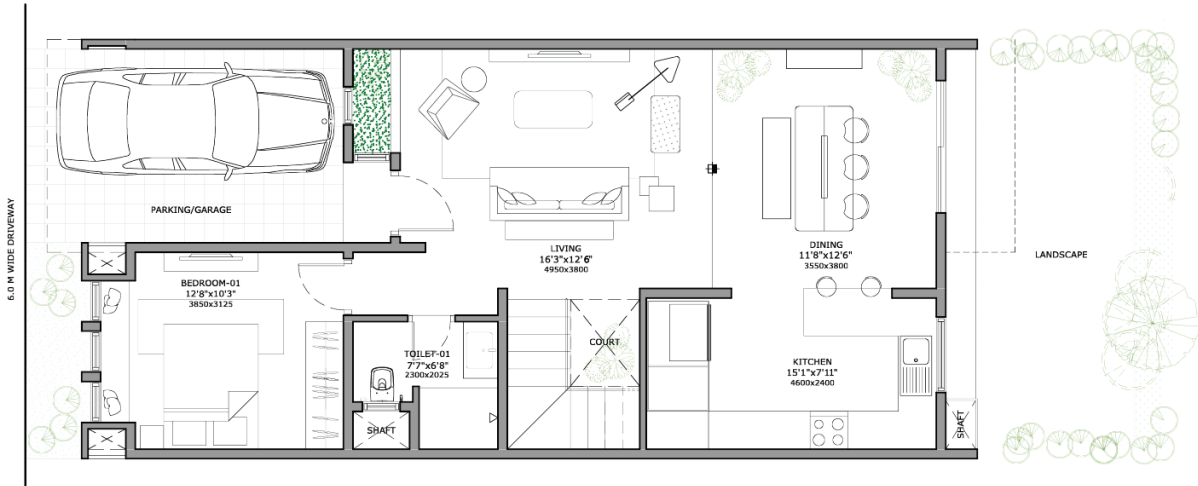 6.0 M WIDE DRIVEWAY
PARKING/GARAGE
LIVING
16'3"x12'6"
4950x3800
DINING
11'8"x12'6"
3550x3800
LANDSCAPE
BEDROOM-01
12'8"x10'3"
3850x3125
TOILET-01
7'7"x6'8"
2300x2025
COURT
KITCHEN
15'1"x7'11"
4600x2400
SHAFT
SHAFT